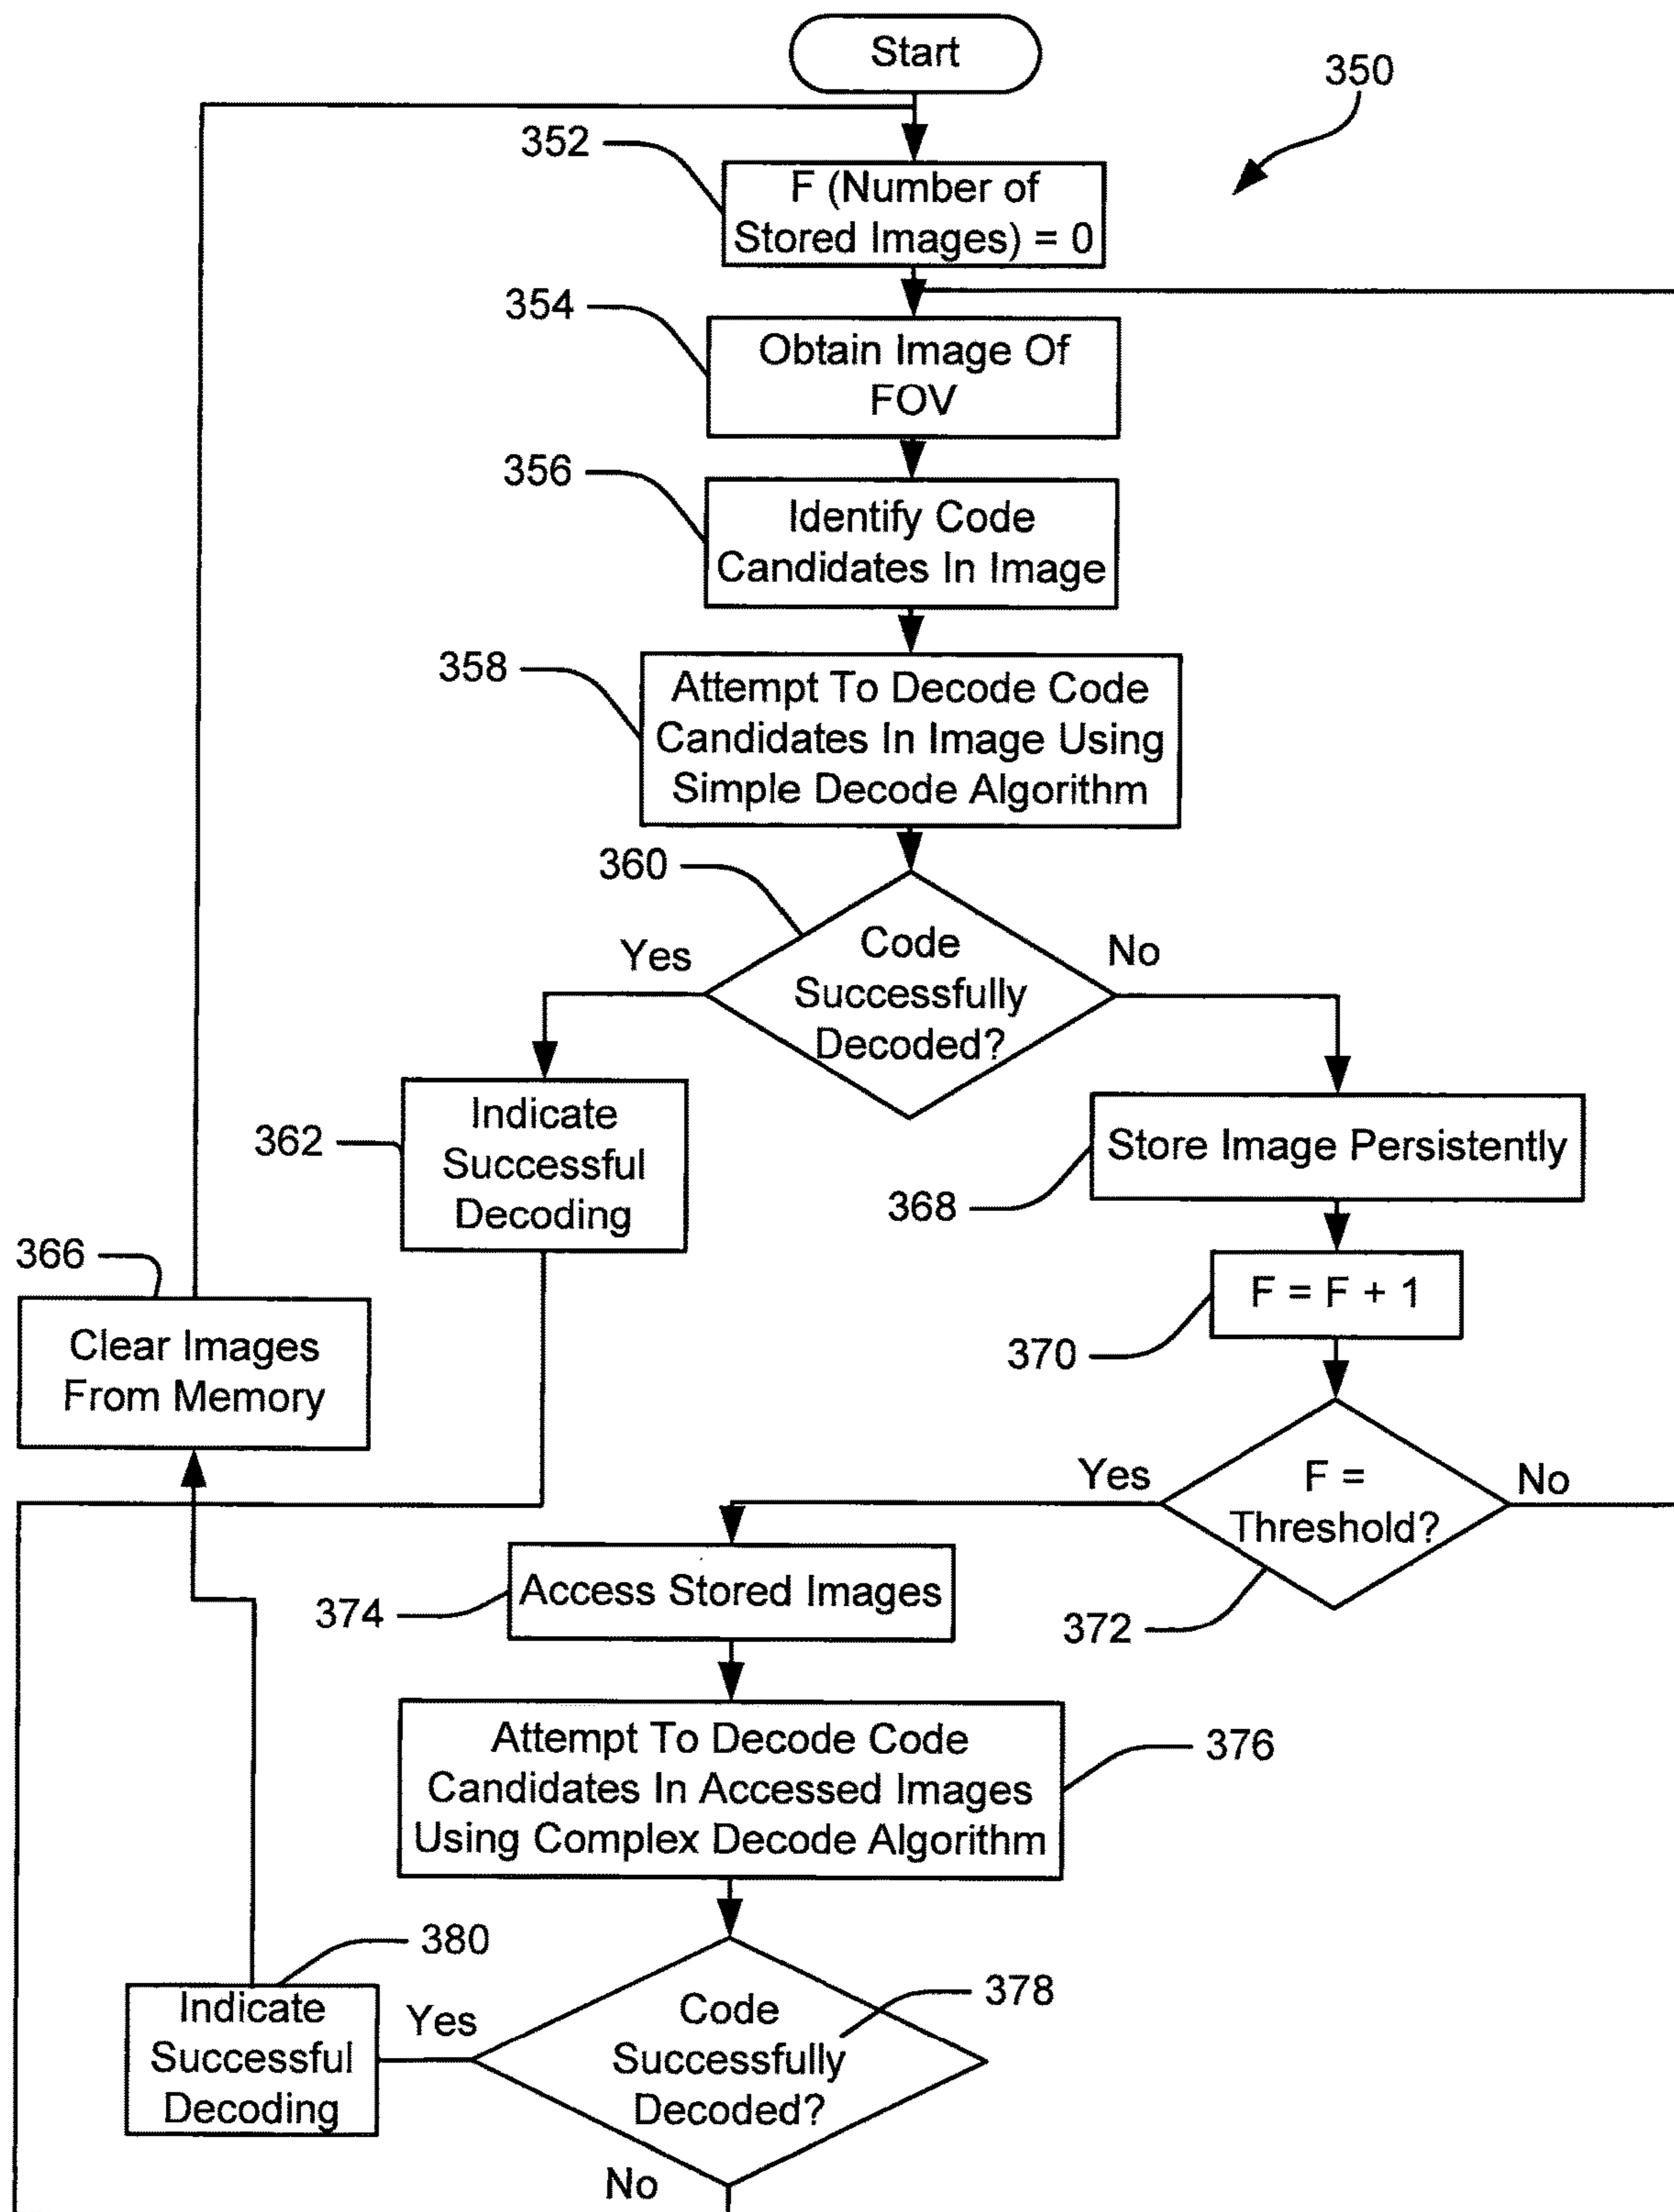 Start
350
352
F (Number of
Stored Images) = 0
354
Obtain Image Of
FOV
356
Identify Code
Candidates In Image
358
Attempt To Decode Code
Candidates In Image Using
Simple Decode Algorithm
360
Yes
Code
Successfully
Decoded?
No
362
Indicate
Successful
Decoding
Store Image Persistently
368
366
Clear Images
From Memory
F = F + 1
370
Yes
F =
Threshold?
No
372
Access Stored Images
374
Attempt To Decode Code
Candidates In Accessed Images
Using Complex Decode Algorithm
376
380
Indicate
Successful
Decoding
Yes
Code
Successfully
Decoded?
378
No